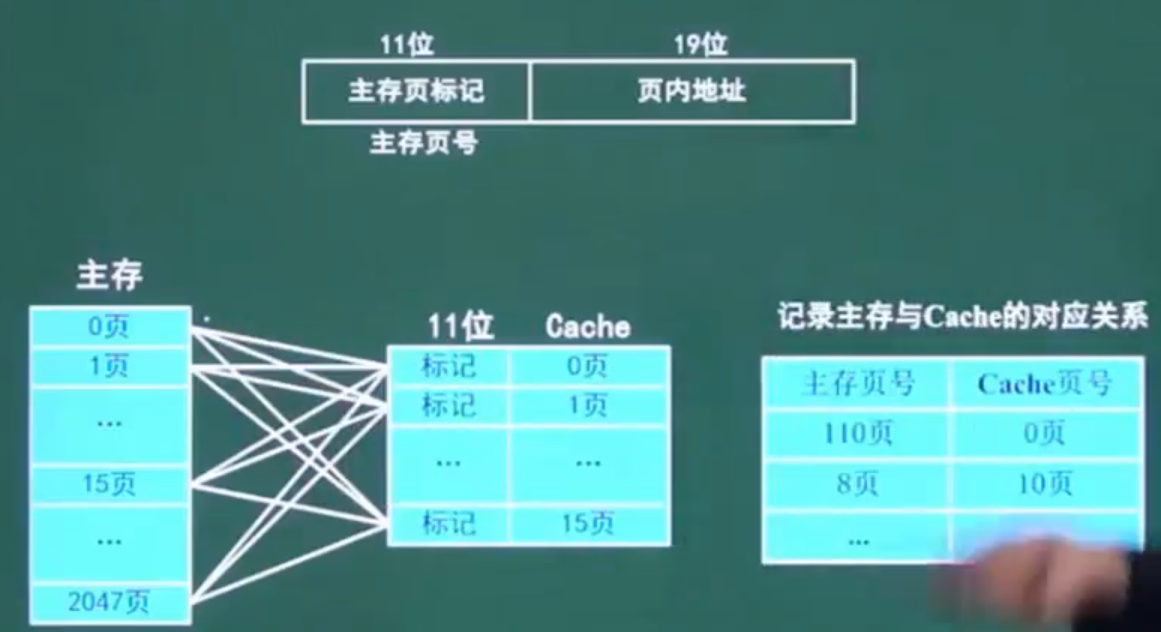 11位 19位
主存页标记 页内地址
主存页号
主存
0页
1页
...
15页
...
2047页
11位 Cache
标记 0页
标记 1页
... ...
标记 15页
记录主存与Cache的对应关系
主存页号 Cache页号
110页 0页
8页 10页
...